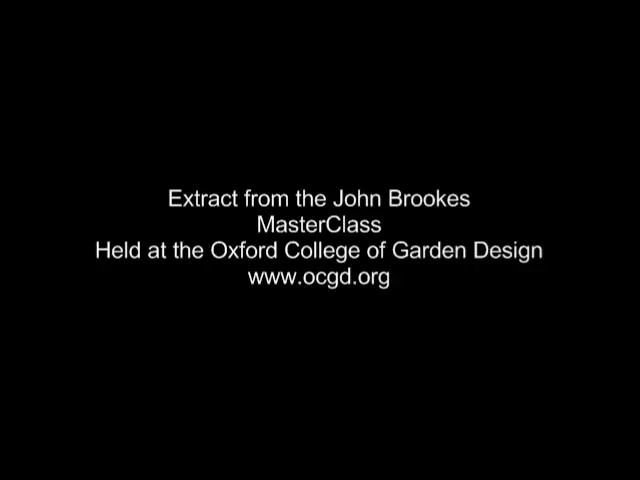 Extract from the John Brookes
MasterClass
Held at the Oxford College of Garden Design
www.ocgd.org